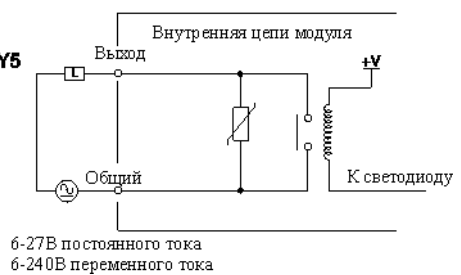 Внутренняя цепи модуля
Y5
Выход
+V
L
Общий
К светодиоду
6-27В постоянного тока
6-240В переменного тока